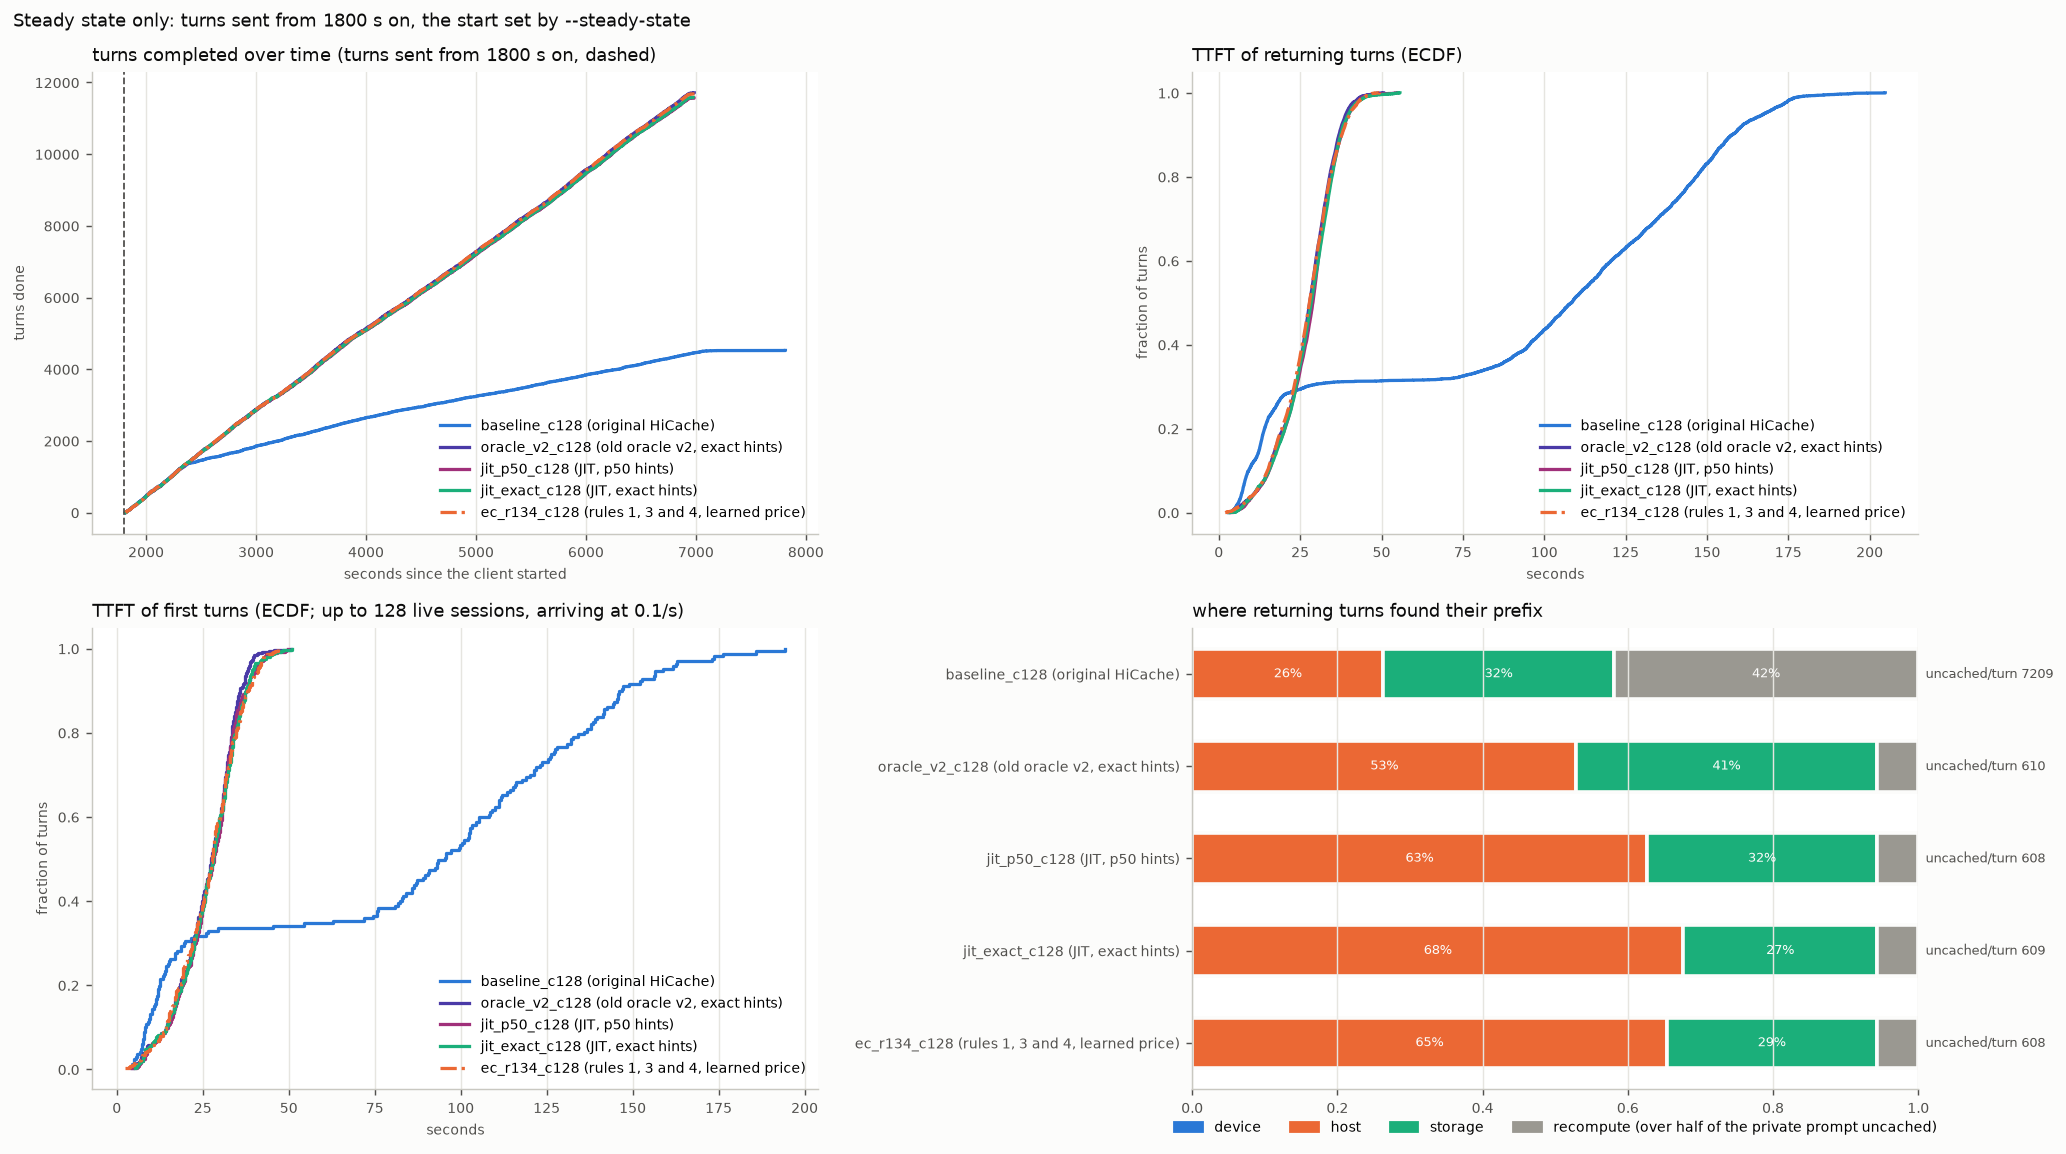 Steady state only: turns sent from 1800 s on, the start set by --steady-state
turns completed over time (turns sent from 1800 s on, dashed)
12000
10000
8000
6000
4000
2000
0
turns done
baseline_c128 (original HiCache)
oracle_v2_c128 (old oracle v2, exact hints)
jit_p50_c128 (JIT, p50 hints)
jit_exact_c128 (JIT, exact hints)
ec_r134_c128 (rules 1, 3 and 4, learned price)
2000 3000 4000 5000 6000 7000 8000
seconds since the client started
TTFT of returning turns (ECDF)
1.0
0.8
0.6
0.4
0.2
0.0
fraction of turns
baseline_c128 (original HiCache)
oracle_v2_c128 (old oracle v2, exact hints)
jit_p50_c128 (JIT, p50 hints)
jit_exact_c128 (JIT, exact hints)
ec_r134_c128 (rules 1, 3 and 4, learned price)
0 25 50 75 100 125 150 175 200
seconds
TTFT of first turns (ECDF; up to 128 live sessions, arriving at 0.1/s)
1.0
0.8
0.6
0.4
0.2
0.0
fraction of turns
baseline_c128 (original HiCache)
oracle_v2_c128 (old oracle v2, exact hints)
jit_p50_c128 (JIT, p50 hints)
jit_exact_c128 (JIT, exact hints)
ec_r134_c128 (rules 1, 3 and 4, learned price)
0 25 50 75 100 125 150 175 200
seconds
where returning turns found their prefix
baseline_c128 (original HiCache) 26% 32% 42% uncached/turn 7209
oracle_v2_c128 (old oracle v2, exact hints) 53% 41% uncached/turn 610
jit_p50_c128 (JIT, p50 hints) 63% 32% uncached/turn 608
jit_exact_c128 (JIT, exact hints) 68% 27% uncached/turn 609
ec_r134_c128 (rules 1, 3 and 4, learned price) 65% 29% uncached/turn 608
0.0 0.2 0.4 0.6 0.8 1.0
device host storage recompute (over half of the private prompt uncached)